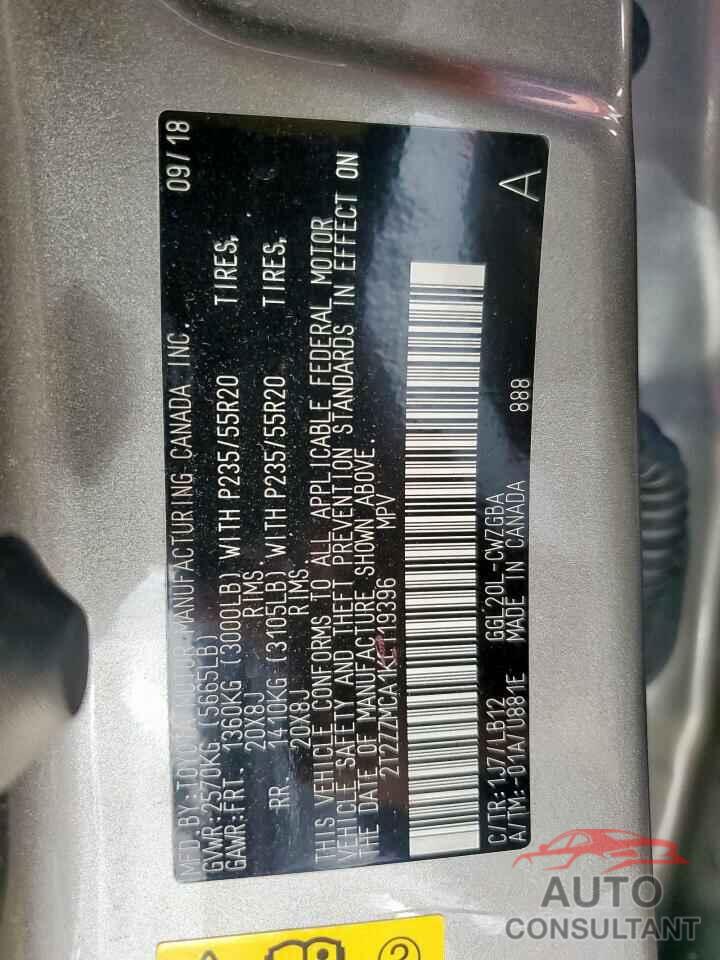 MFD. BY: TOYOTA MOTOR MANUFACTURING CANADA INC. 09/18
GVWR:2570KG (5665LB)
GAWR:FRT. 1360KG (3000LB) WITH P235/55R20 TIRES,
20X8J RIMS.
RR 1410KG (3105LB) WITH P235/55R20 TIRES,
20X8J RIMS.
THIS VEHICLE CONFORMS TO ALL APPLICABLE FEDERAL MOTOR
VEHICLE SAFETY AND THEFT PREVENTION STANDARDS IN EFFECT ON
THE DATE OF MANUFACTURE SHOWN ABOVE.
MPV
C/TR:1J7/LB12 GGL20L-CWZGBA
A/TM:-01A/U881E MADE IN CANADA 888 A
2
AUTO
CONSULTANT